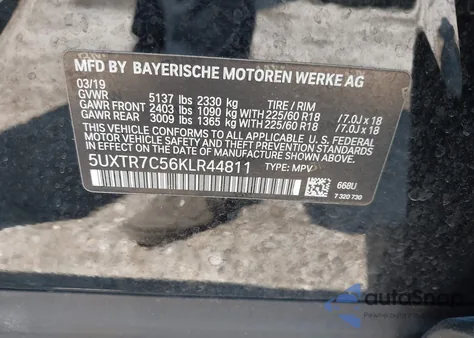 MFD BY BAYERISCHE MOTOREN WERKE AG
03/19
GVWR 5137 lbs 2330 kg TIRE / RIM
GAWR FRONT 2403 lbs 1090 kg WITH 225/60 R18 /7.0J x 18
GAWR REAR 3009 lbs 1365 kg WITH 225/60 R18 /7.0J x 18
THIS VEHICLE CONFORMS TO ALL APPLICABLE U.S. FEDERAL
MOTOR VEHICLE SAFETY, BUMPER, AND THEFT PREVENTION
STANDARDS IN EFFECT ON THE DATE OF MANUFACTURE SHOWN ABOVE.
5UXTR7C56KLR44811 TYPE: MPV
668U
7 320 730
autoSnap